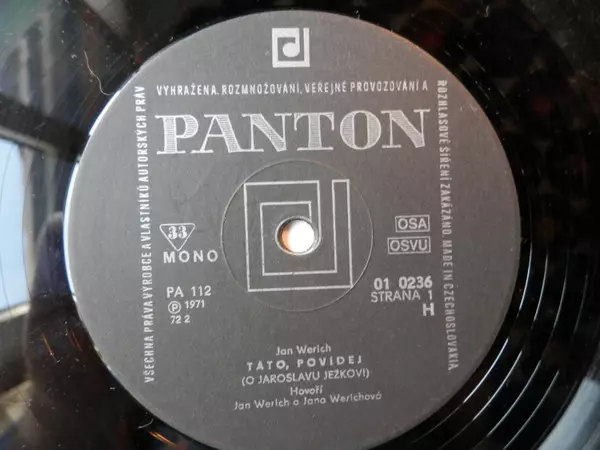 VŠECHNA PRÁVA VÝROBCE A VLASTNÍKŮ AUTORSKÝCH PRÁV
VYHRAŽENA. ROZMNOŽOVÁNÍ, VEŘEJNÉ PROVOZOVÁNÍ A
ROZHLASOVÉ ŠÍŘENÍ ZAKÁZÁNO. MADE IN CZECHOSLOVAKIA.
PANTON
33
MONO
OSA
OSVU
PA 112
℗ 1971
72 2
01 0236
STRANA 1
H
Jan Werich
TÁTO, POVÍDEJ
(O JAROSLAVU JEŽKOVI)
Hovoří
Jan Werich a Jana Werichová